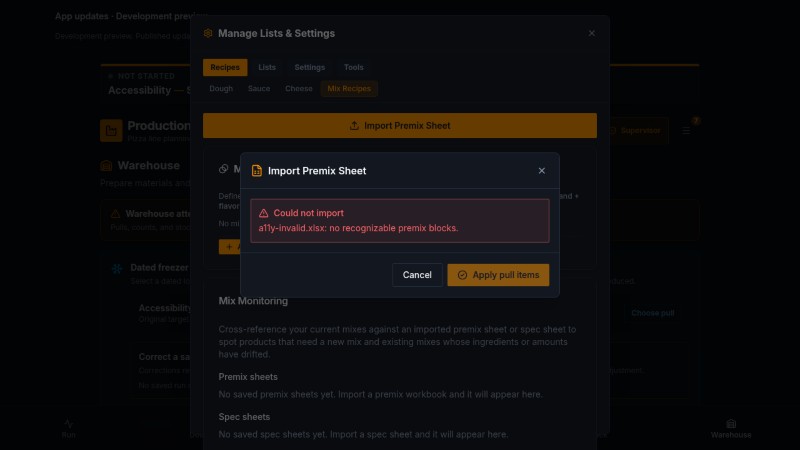 App updates · Development preview
Development preview. Published upda
Manage Lists & Settings
NOT STARTED
Accessibility — S
Recipes Lists Settings Tools
Dough Sauce Cheese Mix Recipes
Import Premix Sheet
Production
Supervisor
Warehouse
Prepare materials and
Import Premix Sheet
Could not import
a11y-invalid.xlsx: no recognizable premix blocks.
Cancel Apply pull items
Warehouse atte
Dated freezer
Select a dated
Accessibility
Original target
Choose pull
Correct a sa
Mix Monitoring
Cross-reference your current mixes against an imported premix sheet or spec sheet to
spot products that need a new mix and existing mixes whose ingredients or amounts
have drifted.
Premix sheets
No saved premix sheets yet. Import a premix workbook and it will appear here.
Spec sheets
No saved spec sheets yet. Import a spec sheet and it will appear here.
Run
Warehouse